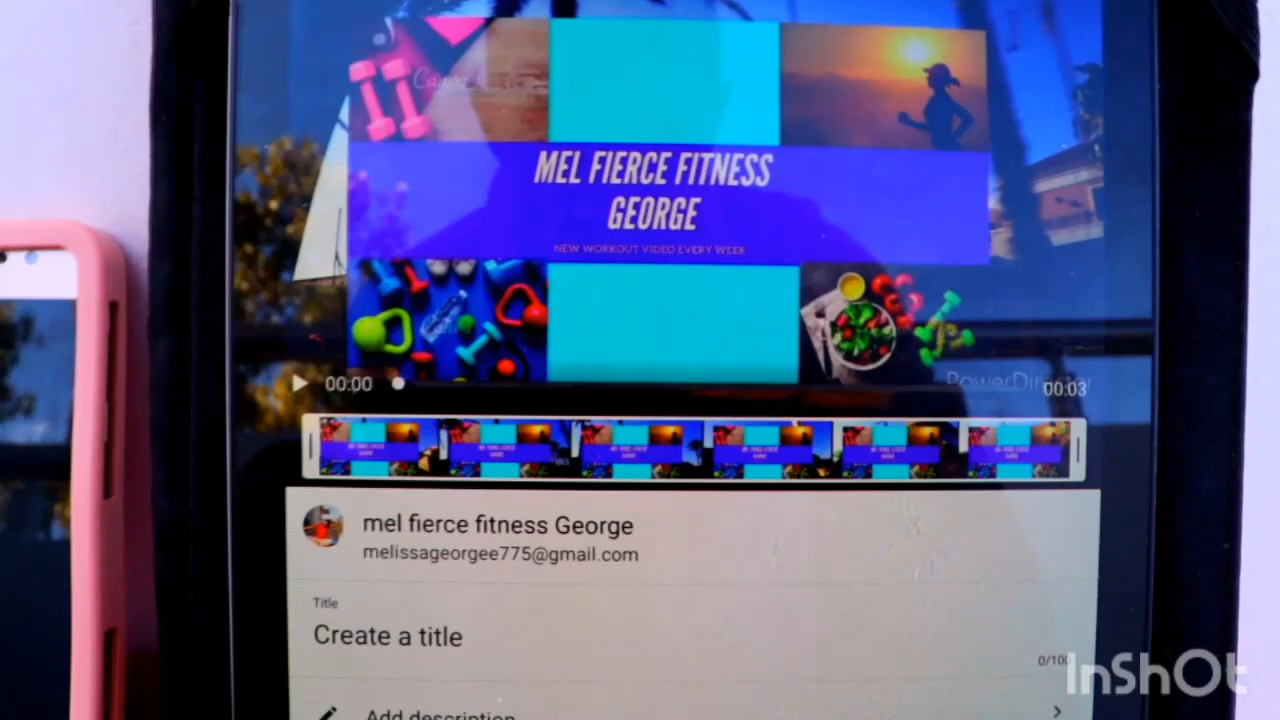 MEL FIERCE FITNESS
GEORGE
NEW WORKOUT VIDEO EVERY WEEK
00:00
00:03
mel fierce fitness George
melissageorgee775@gmail.com
Title
Create a title
0/100
InShOt
Add description